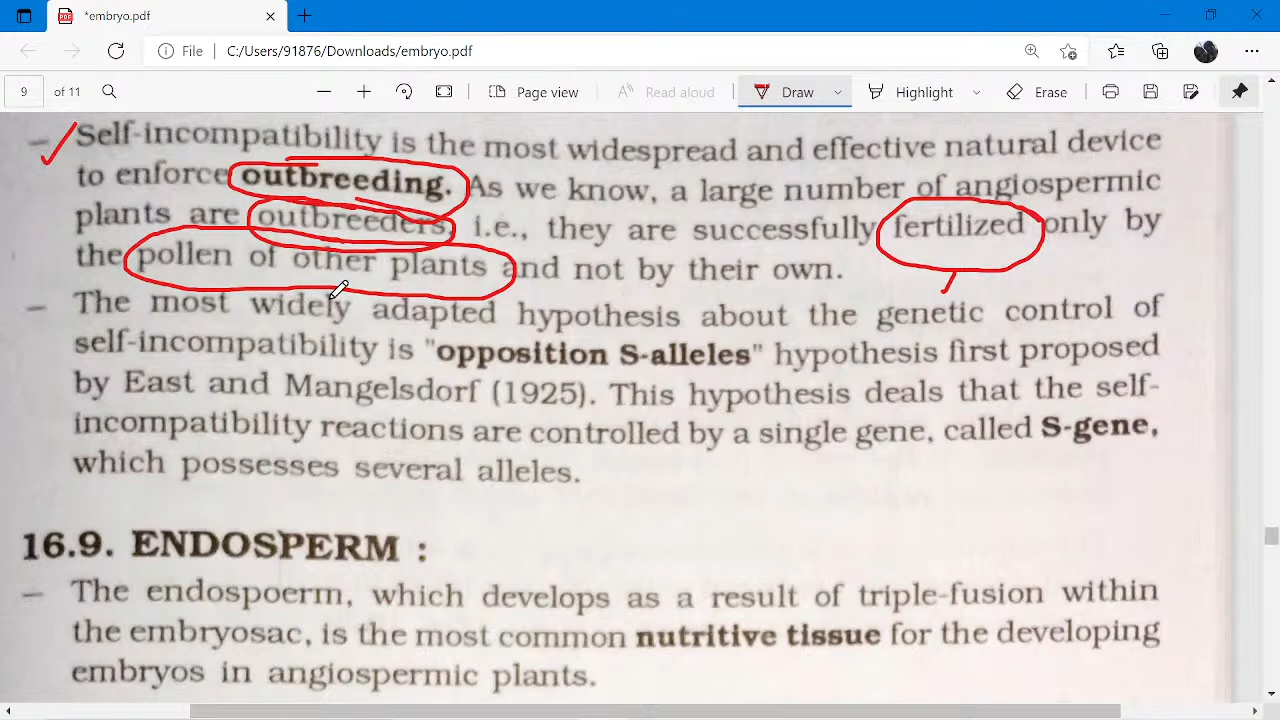 *embryo.pdf
File C:/Users/91876/Downloads/embryo.pdf
9 of 11 Page view Read aloud Draw Highlight Erase
– Self-incompatibility is the most widespread and effective natural device
to enforce outbreeding. As we know, a large number of angiospermic
plants are outbreeders, i.e., they are successfully fertilized only by
the pollen of other plants and not by their own.
– The most widely adapted hypothesis about the genetic control of
self-incompatibility is "opposition S-alleles" hypothesis first proposed
by East and Mangelsdorf (1925). This hypothesis deals that the self-
incompatibility reactions are controlled by a single gene, called S-gene,
which possesses several alleles.
16.9. ENDOSPERM :
– The endospoerm, which develops as a result of triple-fusion within
the embryosac, is the most common nutritive tissue for the developing
embryos in angiospermic plants.